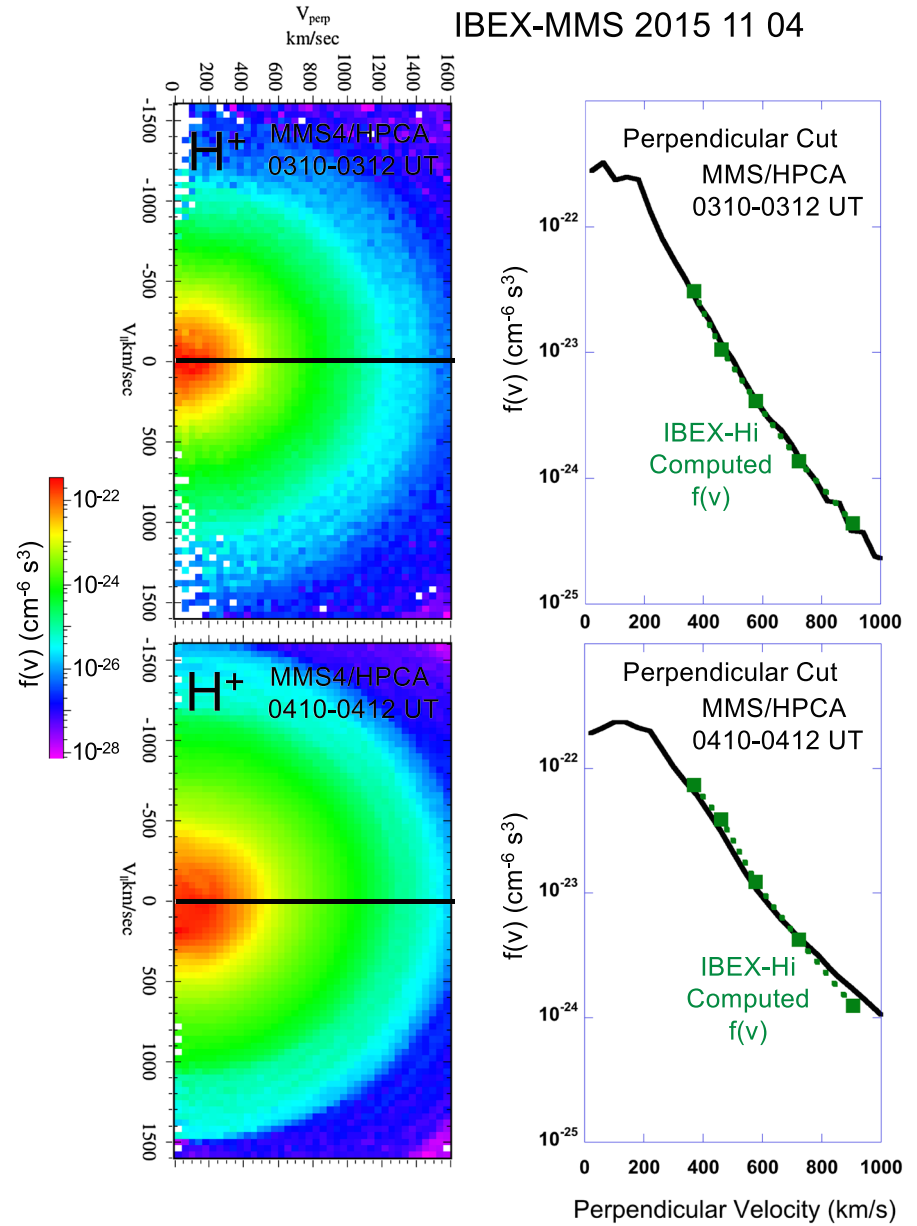 IBEX-MMS 2015 11 04
V_perp
km/sec
0 200 400 600 800 1000 1200 1400 1600
-1500 -1000 -500 0 500 1000 1500
V_|| km/sec
H+ MMS4/HPCA
0310-0312 UT
Perpendicular Cut
MMS/HPCA
0310-0312 UT
f(v) (cm⁻⁶ s³)
10⁻²²
10⁻²³
10⁻²⁴
10⁻²⁵
IBEX-Hi
Computed
f(v)
0 200 400 600 800 1000
f(v) (cm⁻⁶ s³)
10⁻²²
10⁻²⁴
10⁻²⁶
10⁻²⁸
-1500 -1000 -500 0 500 1000 1500
V_|| km/sec
H+ MMS4/HPCA
0410-0412 UT
Perpendicular Cut
MMS/HPCA
0410-0412 UT
f(v) (cm⁻⁶ s³)
10⁻²²
10⁻²³
10⁻²⁴
10⁻²⁵
IBEX-Hi
Computed
f(v)
0 200 400 600 800 1000
Perpendicular Velocity (km/s)